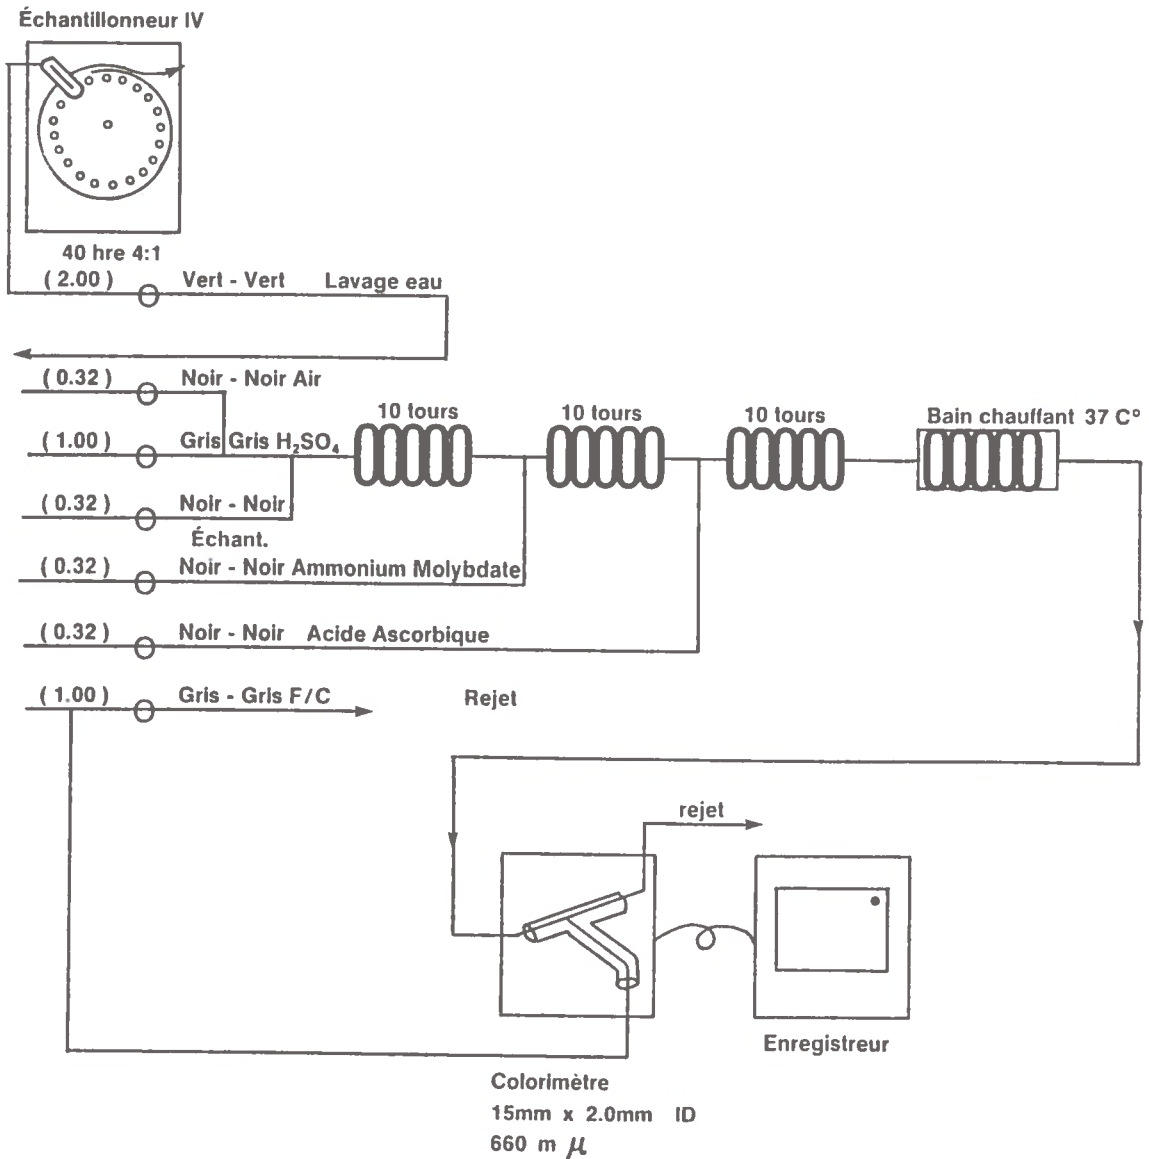 Échantillonneur IV
40 hre 4:1
( 2.00 ) Vert - Vert Lavage eau
( 0.32 ) Noir - Noir Air
( 1.00 ) Gris Gris H₂SO₄
10 tours
10 tours
10 tours
Bain chauffant 37 C°
( 0.32 ) Noir - Noir
Échant.
( 0.32 ) Noir - Noir Ammonium Molybdate
( 0.32 ) Noir - Noir Acide Ascorbique
( 1.00 ) Gris - Gris F/C Rejet
rejet
Enregistreur
Colorimètre
15mm x 2.0mm ID
660 m μ